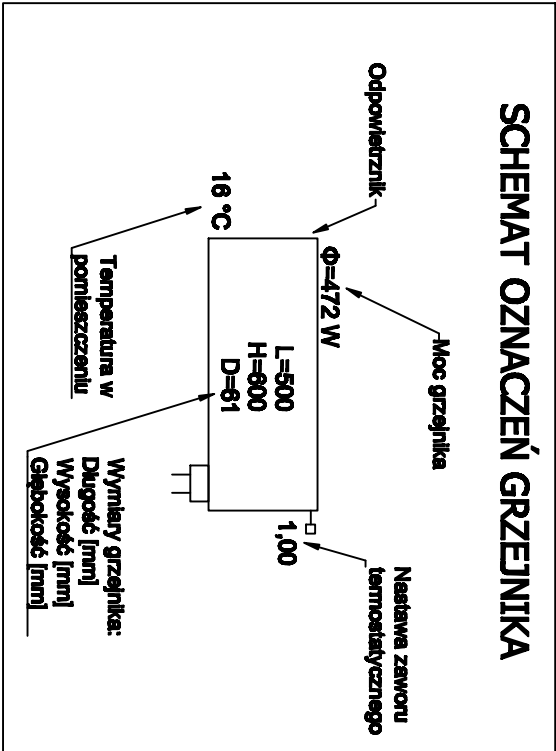 SCHEMAT OZNACZEŃ GRZEJNIKA
Odpowietrznik
Moc grzejnika
Nastawa zaworu
termostatycznego
Φ=472 W
1,00
L=500
H=600
D=61
16 °C
Temperatura w
pomieszczeniu
Wymiary grzejnika:
Długość [mm]
Wysokość [mm]
Głębokość [mm]